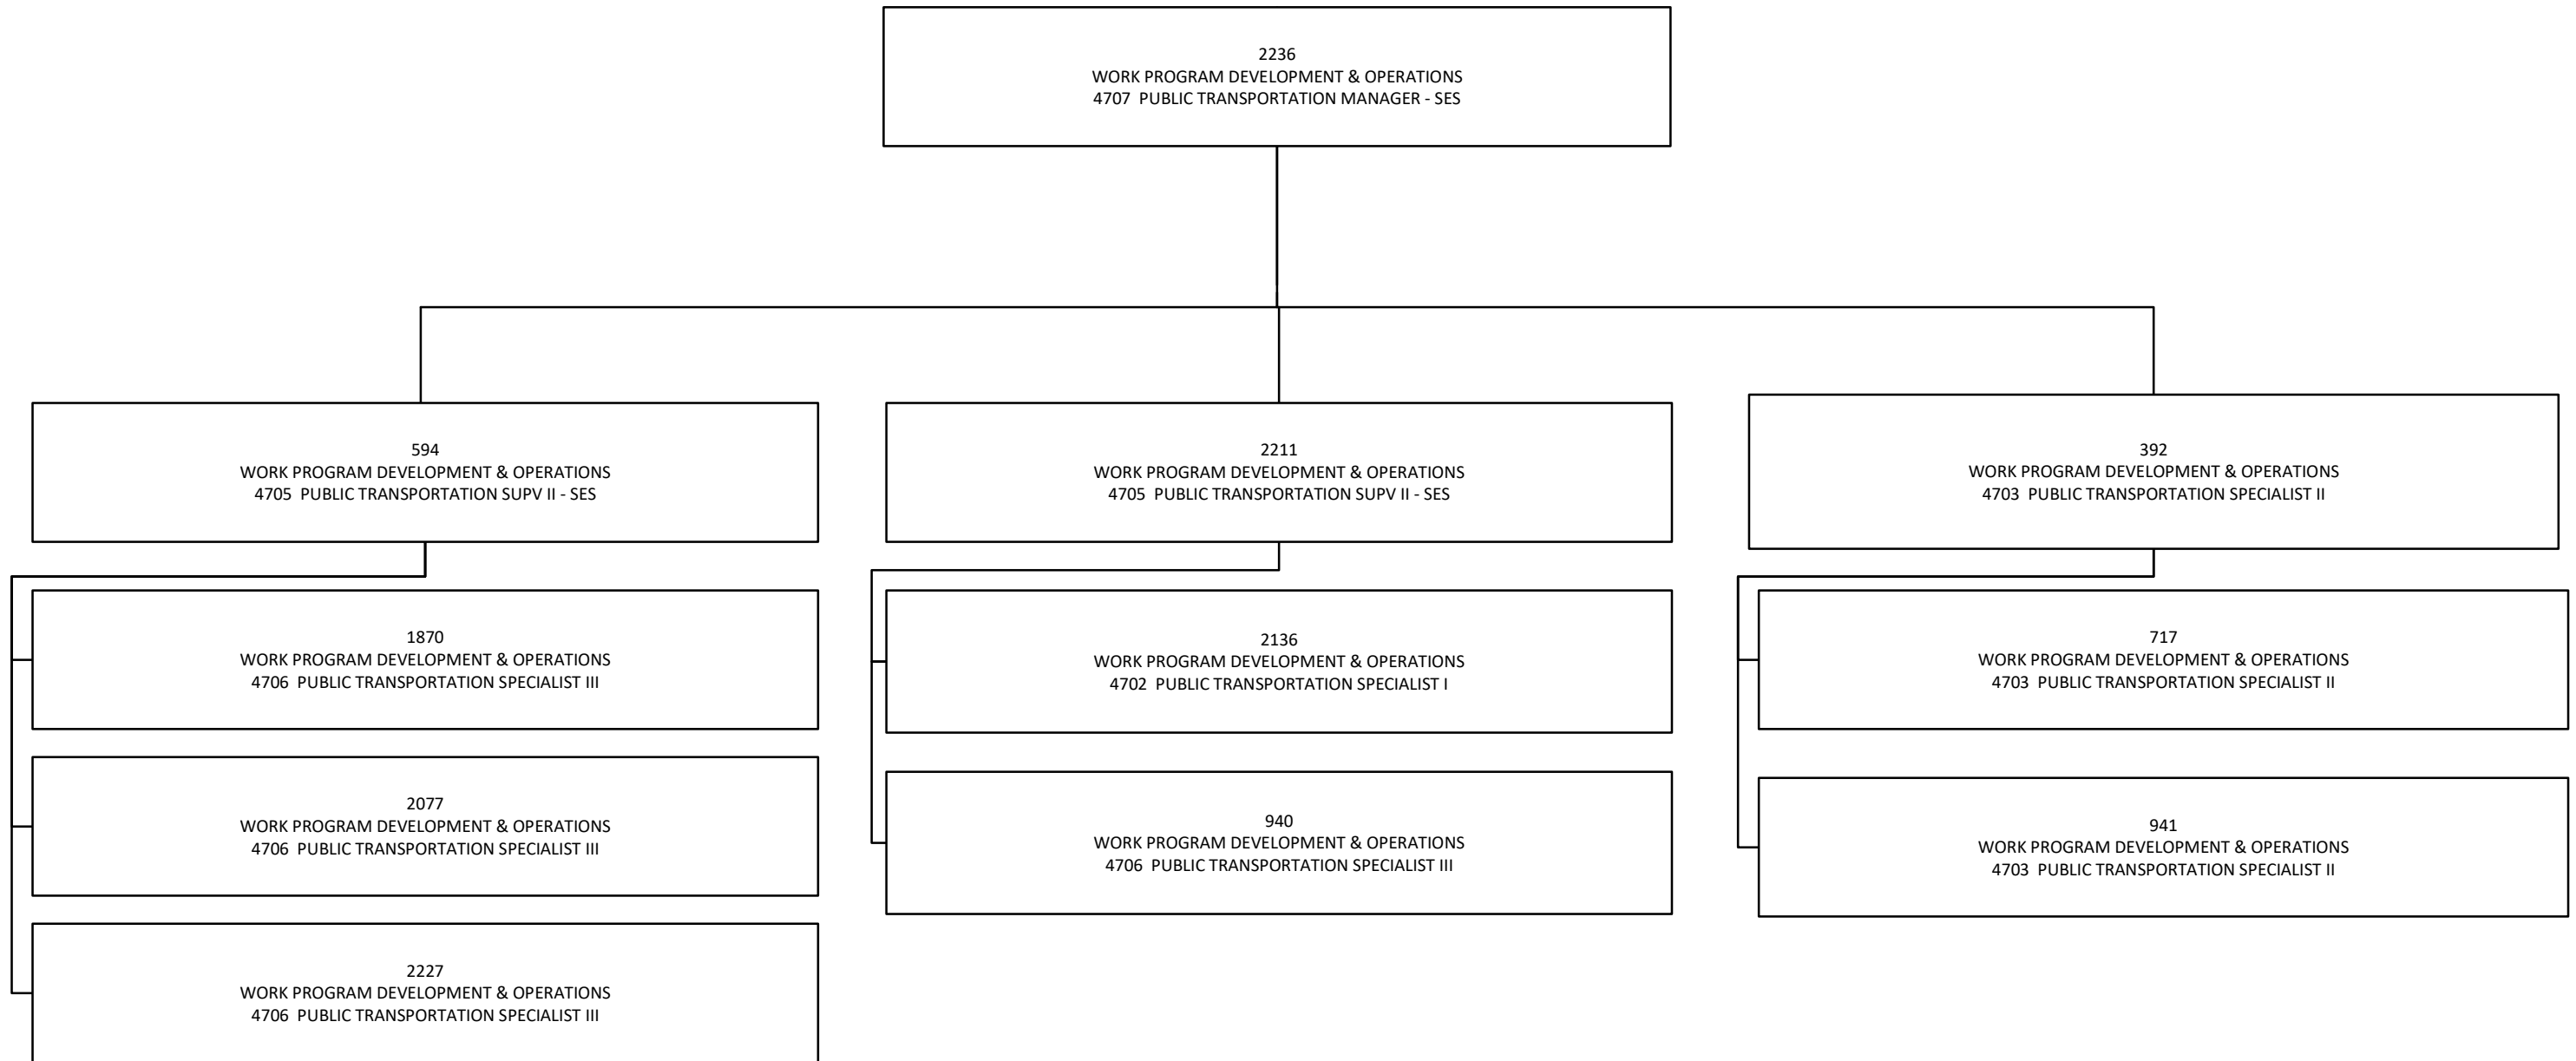 2236
WORK PROGRAM DEVELOPMENT & OPERATIONS
4707 PUBLIC TRANSPORTATION MANAGER - SES
594
WORK PROGRAM DEVELOPMENT & OPERATIONS
4705 PUBLIC TRANSPORTATION SUPV II - SES
2211
WORK PROGRAM DEVELOPMENT & OPERATIONS
4705 PUBLIC TRANSPORTATION SUPV II - SES
392
WORK PROGRAM DEVELOPMENT & OPERATIONS
4703 PUBLIC TRANSPORTATION SPECIALIST II
1870
WORK PROGRAM DEVELOPMENT & OPERATIONS
4706 PUBLIC TRANSPORTATION SPECIALIST III
2136
WORK PROGRAM DEVELOPMENT & OPERATIONS
4702 PUBLIC TRANSPORTATION SPECIALIST I
717
WORK PROGRAM DEVELOPMENT & OPERATIONS
4703 PUBLIC TRANSPORTATION SPECIALIST II
2077
WORK PROGRAM DEVELOPMENT & OPERATIONS
4706 PUBLIC TRANSPORTATION SPECIALIST III
940
WORK PROGRAM DEVELOPMENT & OPERATIONS
4706 PUBLIC TRANSPORTATION SPECIALIST III
941
WORK PROGRAM DEVELOPMENT & OPERATIONS
4703 PUBLIC TRANSPORTATION SPECIALIST II
2227
WORK PROGRAM DEVELOPMENT & OPERATIONS
4706 PUBLIC TRANSPORTATION SPECIALIST III